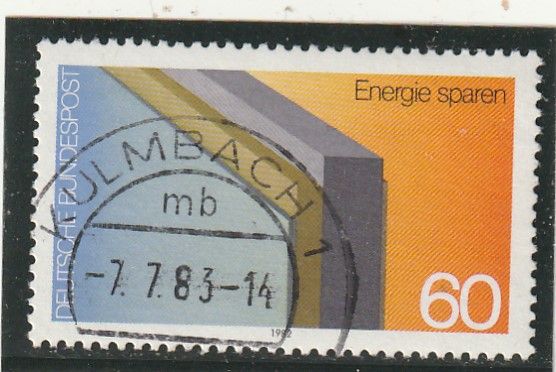 Energie sparen
DEUTSCHE BUNDESPOST
KULMBACH 1
mb
-7.7.83-14
60
1982